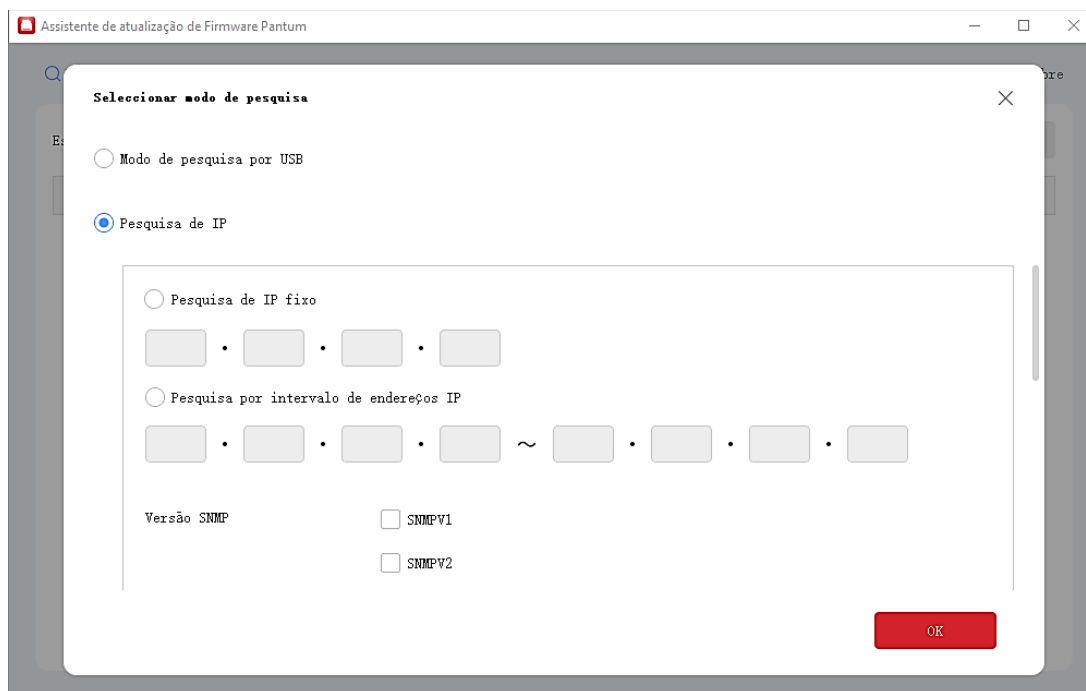 Assistente de atualização de Firmware Pantum
Seleccionar modo de pesquisa
Modo de pesquisa por USB
Pesquisa de IP
Pesquisa de IP fixo
Pesquisa por intervalo de endereços IP
~
Versão SNMP SNMPV1
SNMPV2
OK